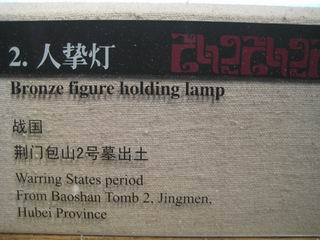 2. 人挚灯
Bronze figure holding lamp
战国
荆门包山2号墓出土
Warring States period
From Baoshan Tomb 2, Jingmen,
Hubei Province